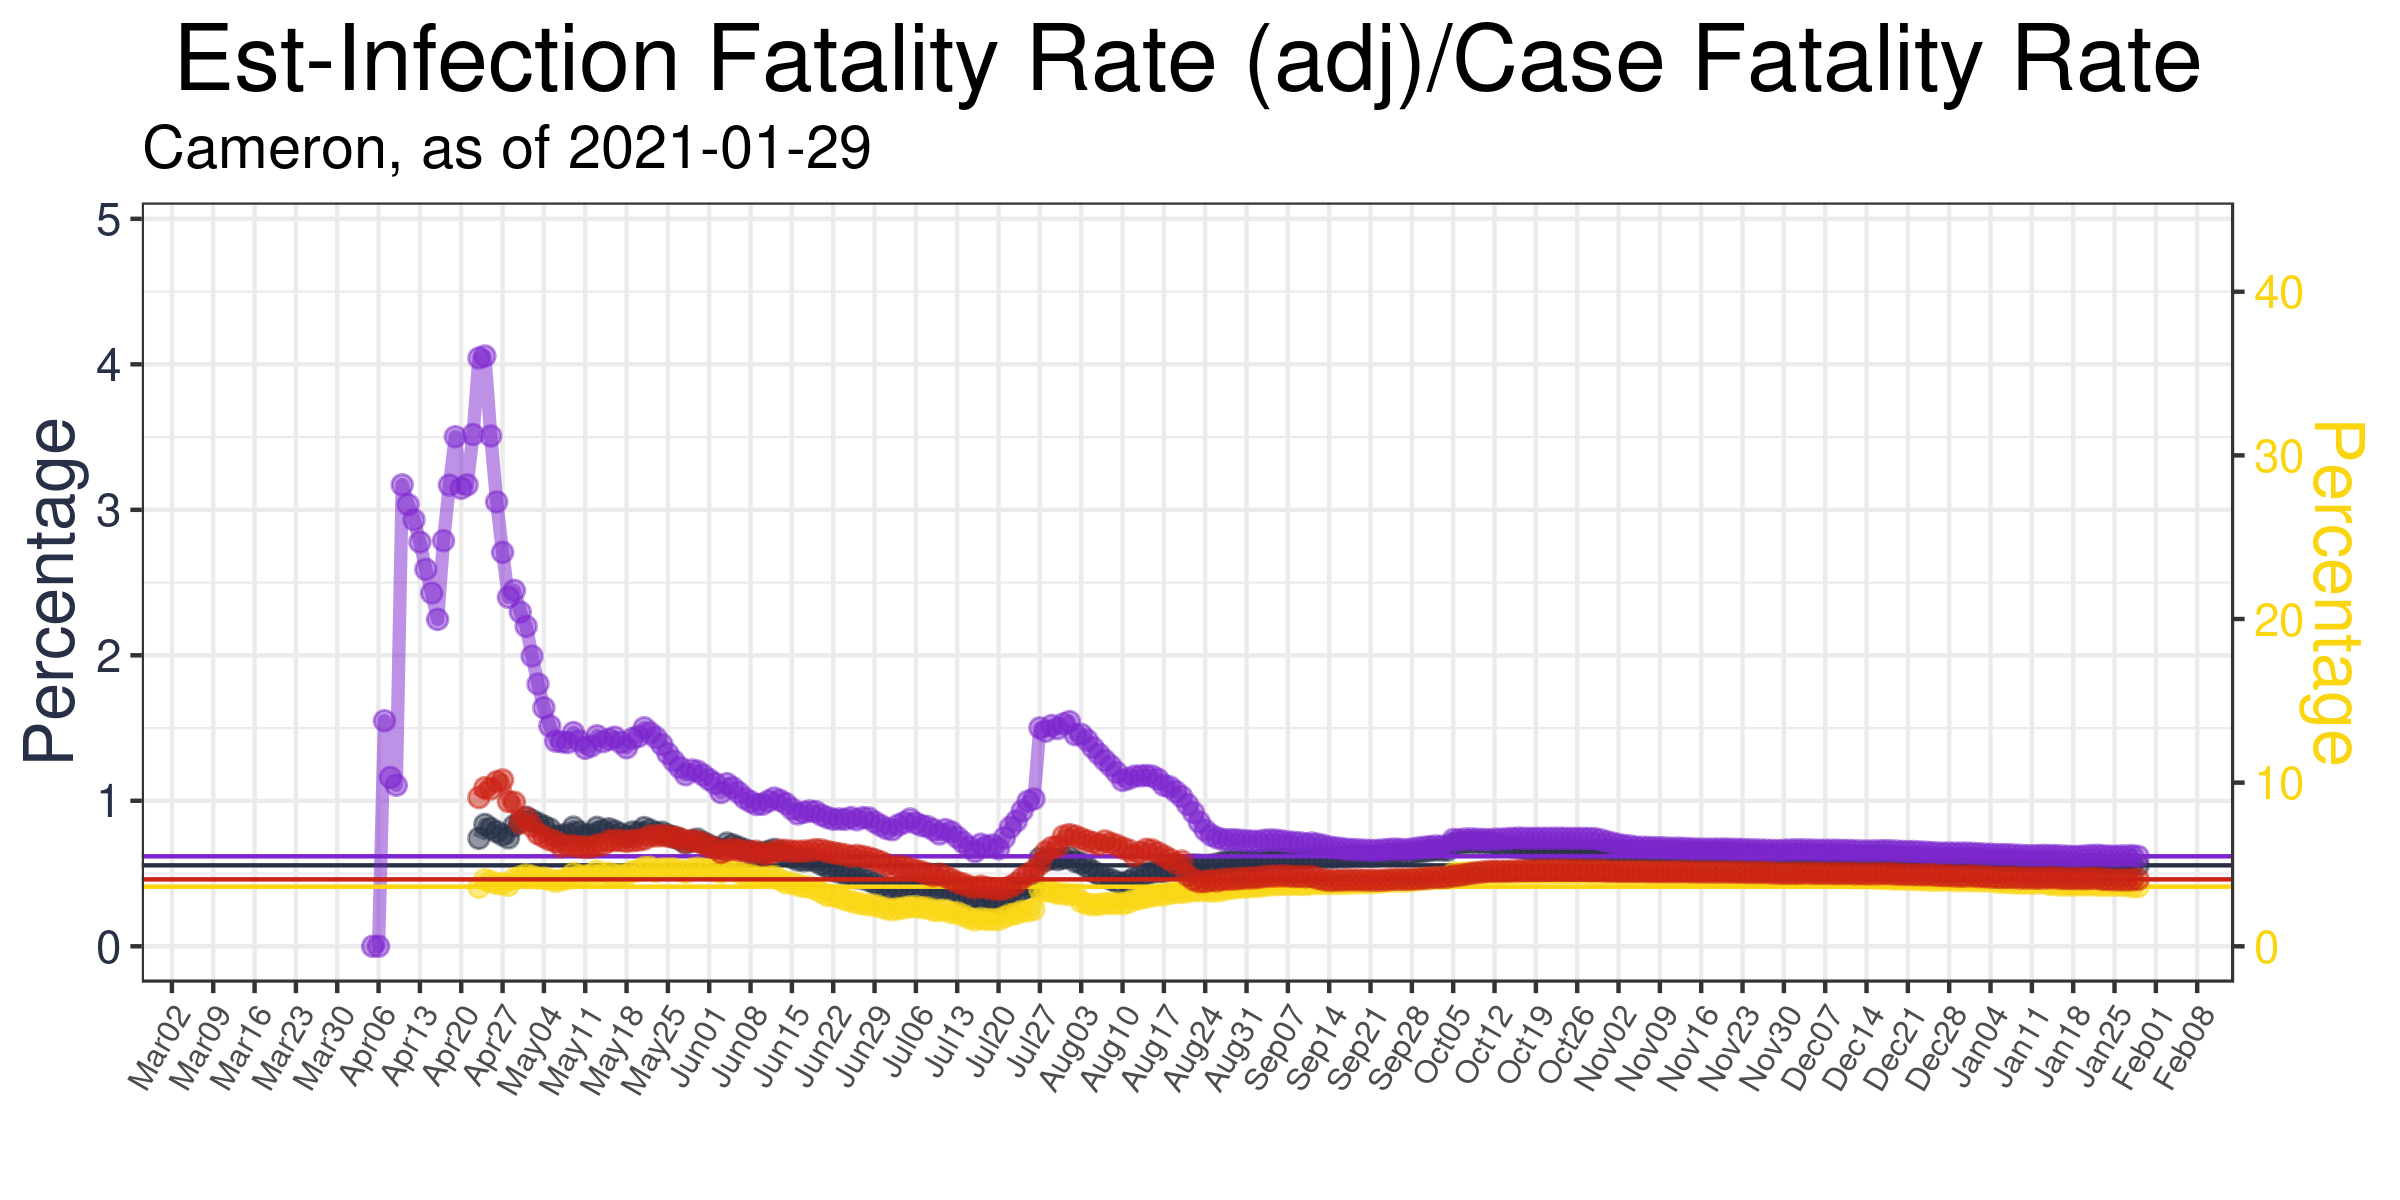 Est-Infection Fatality Rate (adj)/Case Fatality Rate
Cameron, as of 2021-01-29
Percentage
5
4
3
2
1
0
40
30
20
10
0
Percentage
Mar02
Mar09
Mar16
Mar23
Mar30
Apr06
Apr13
Apr20
Apr27
May04
May11
May18
May25
Jun01
Jun08
Jun15
Jun22
Jun29
Jul06
Jul13
Jul20
Jul27
Aug03
Aug10
Aug17
Aug24
Aug31
Sep07
Sep14
Sep21
Sep28
Oct05
Oct12
Oct19
Oct26
Nov02
Nov09
Nov16
Nov23
Nov30
Dec07
Dec14
Dec21
Dec28
Jan04
Jan11
Jan18
Jan25
Feb01
Feb08